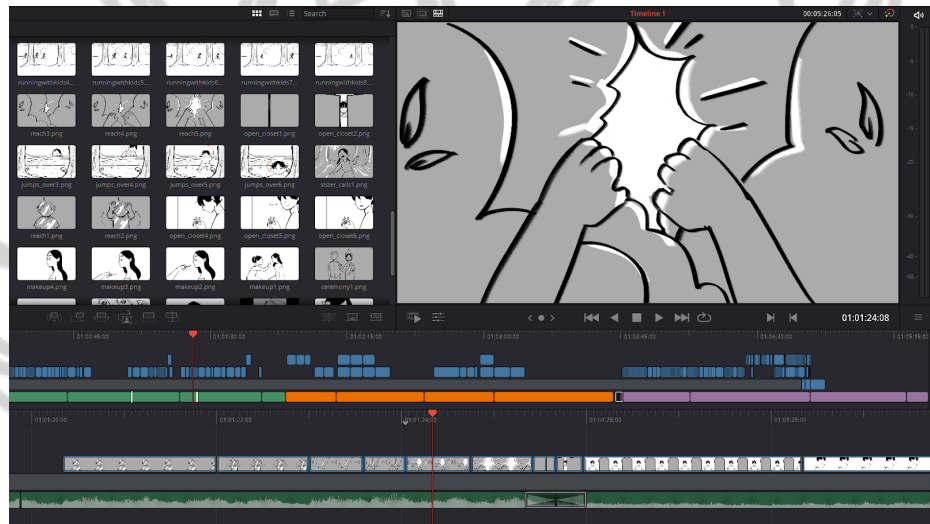 Search
Timeline 1
00:05:26:05
runningwithkids4...
runningwithkids5...
runningwithkids6...
runningwithkids7...
runningwithkids8...
reach3.png
reach4.png
reach5.png
open_closet1.png
open_closet2.png
jumps_over3.png
jumps_over4.png
jumps_over5.png
jumps_over6.png
sister_calls1.png
reach1.png
reach2.png
open_closet4.png
open_closet5.png
open_closet6.png
makeup4.png
makeup3.png
makeup2.png
makeup1.png
ceremony1.png
01:01:24:08
01:00:45:00
01:01:30:00
01:02:15:00
01:03:00:00
01:03:45:00
01:04:30:00
01:05:15:00
01:01:20:00
01:01:22:00
01:01:24:00
01:01:26:00
01:01:28:00